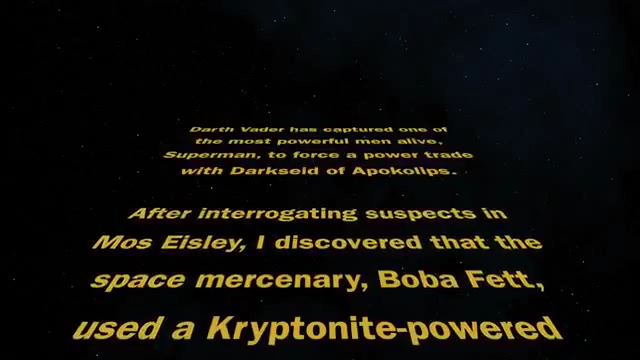 Darth Vader has captured one of
the most powerful men alive,
Superman, to force a power trade
with Darkseid of Apokolips.
After interrogating suspects in
Mos Eisley, I discovered that the
space mercenary, Boba Fett,
used a Kryptonite-powered